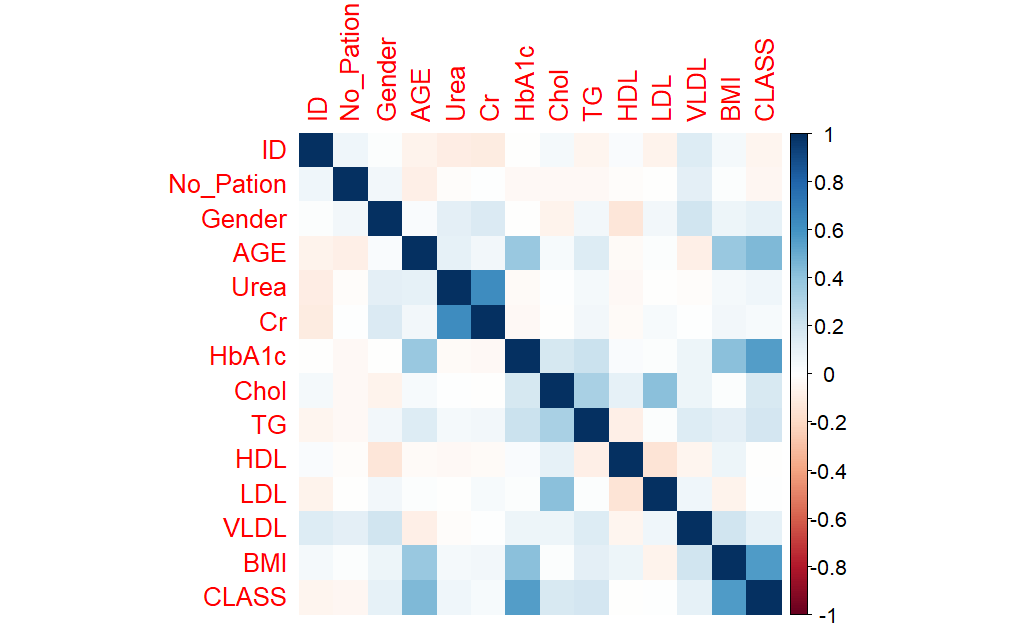 ID No_Pation Gender AGE Urea Cr HbA1c Chol TG HDL LDL VLDL BMI CLASS
ID
No_Pation
Gender
AGE
Urea
Cr
HbA1c
Chol
TG
HDL
LDL
VLDL
BMI
CLASS
1
0.8
0.6
0.4
0.2
0
-0.2
-0.4
-0.6
-0.8
-1